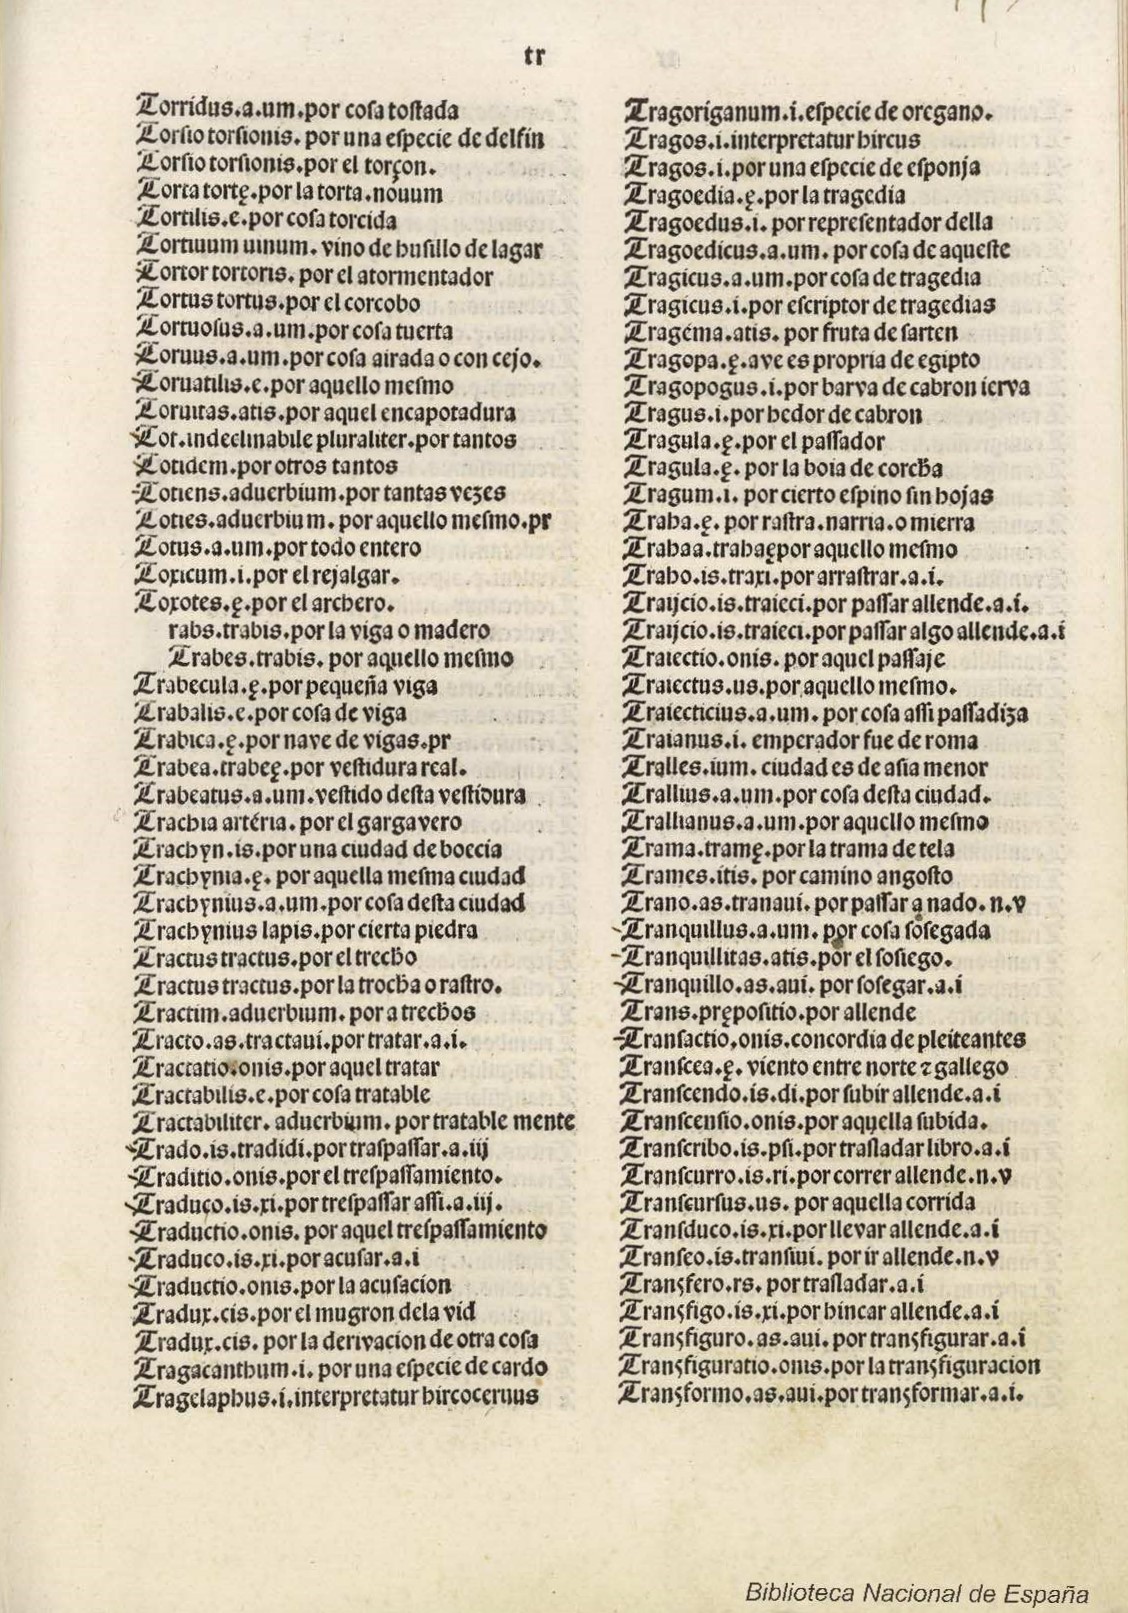 tr
Torridus.a.um.por cosa tostada
Torsio torsionis.por una especie de delfin
Torsio torsionis.por el torçon.
Torta tortę.por la torta.nouum
Tortilis.e.por cosa torcida
Tortiuum uinum.vino de husillo de lagar
Tortor tortoris.por el atormentador
Tortus tortus.por el corcobo
Tortuosus.a.um.por cosa tuerta
Toruus.a.um.por cosa airada o con cejo.
Toruatilis.e.por aquello mesmo
Toruitas.atis.por aquel encapotadura
Tot.indeclinabile pluraliter.por tantos
Totidem.por otros tantos
Totiens.aduerbium.por tantas vezes
Toties.aduerbium.por aquello mesmo.pr
Totus.a.um.por todo entero
Toxicum.i.por el rejalgar.
Toxotes.ę.por el archero.
rabs.trabis.por la viga o madero
Trabes.trabis.por aquello mesmo
Trabecula.ę.por pequeña viga
Trabalis.e.por cosa de viga
Trabica.ę.por nave de vigas.pr
Trabea.trabeę.por vestidura real.
Trabeatus.a.um.vestido desta vestidura
Trachia artéria.por el gargavero
Trachyn.is.por una ciudad de boecia
Trachynia.ę.por aquella mesma ciudad
Trachynius.a.um.por cosa desta ciudad
Trachynius lapis.por cierta piedra
Tractus tractus.por el trecho
Tractus tractus.por la trocha o rastro.
Tractim.aduerbium.por a trechos
Tracto.as.tractaui.por tratar.a.i.
Tractatio.onis.por aquel tratar
Tractabilis.e.por cosa tratable
Tractabiliter.aduerbium.por tratable mente
Trado.is.tradidi.por traspassar.a.iij
Traditio.onis.por el trespassamiento.
Traduco.is.xi.por trespassar assi.a.iij.
Traductio.onis.por aquel trespassamiento
Traduco.is.xi.por acusar.a.i
Traductio.onis.por la acusacion
Tradux.cis.por el mugron dela vid
Tradux.cis.por la derivacion de otra cosa
Tragacanthum.i.por una especie de cardo
Tragelaphus.i.interpretatur hircoceruus
Tragoriganum.i.especie de oregano.
Tragos.i.interpretatur hircus
Tragos.i.por una especie de esponja
Tragoedia.ę.por la tragedia
Tragoedus.i.por representador della
Tragoedicus.a.um.por cosa de aqueste
Tragicus.a.um.por cosa de tragedia
Tragicus.i.por escriptor de tragedias
Tragéma.atis.por fruta de sarten
Tragopa.ę.ave es propria de egipto
Tragopogus.i.por barva de cabron ierva
Tragus.i.por hedor de cabron
Tragula.ę.por el passador
Tragula.ę.por la boia de corcha
Tragum.i.por cierto espino sin hojas
Traha.ę.por rastra.narria.o mierra
Trahaa.trahaę por aquello mesmo
Traho.is.traxi.por arrastrar.a.i.
Traijcio.is.traieci.por passar allende.a.i.
Traijcio.is.traieci.por passar algo allende.a.i
Traiectio.onis.por aquel passaje
Traiectus.us.por aquello mesmo.
Traiecticius.a.um.por cosa assi passadiza
Traianus.i.emperador fue de roma
Tralles.ium.ciudad es de asia menor
Trallius.a.um.por cosa desta ciudad.
Trallianus.a.um.por aquello mesmo
Trama.tramę.por la trama de tela
Trames.itis.por camino angosto
Trano.as.tranaui.por passar a nado.n.v
Tranquillus.a.um.por cosa sosegada
Tranquillitas.atis.por el sosiego.
Tranquillo.as.aui.por sosegar.a.i
Trans.prępositio.por allende
Transactio.onis.concordia de pleiteantes
Transcea.ę.viento entre norte ⁊ gallego
Transcendo.is.di.por subir allende.a.i
Transcensio.onis.por aquella subida.
Transcribo.is.psi.por trasladar libro.a.i
Transcurro.is.ri.por correr allende.n.v
Transcursus.us.por aquella corrida
Transduco.is.xi.por llevar allende.a.i
Transeo.is.transiui.por ir allende.n.v
Transfero.rs.por trasladar.a.i
Transfigo.is.xi.por hincar allende.a.i
Transfiguro.as.aui.por transfigurar.a.i
Transfiguratio.onis.por la transfiguracion
Transformo.as.aui.por transformar.a.i.
Biblioteca Nacional de España